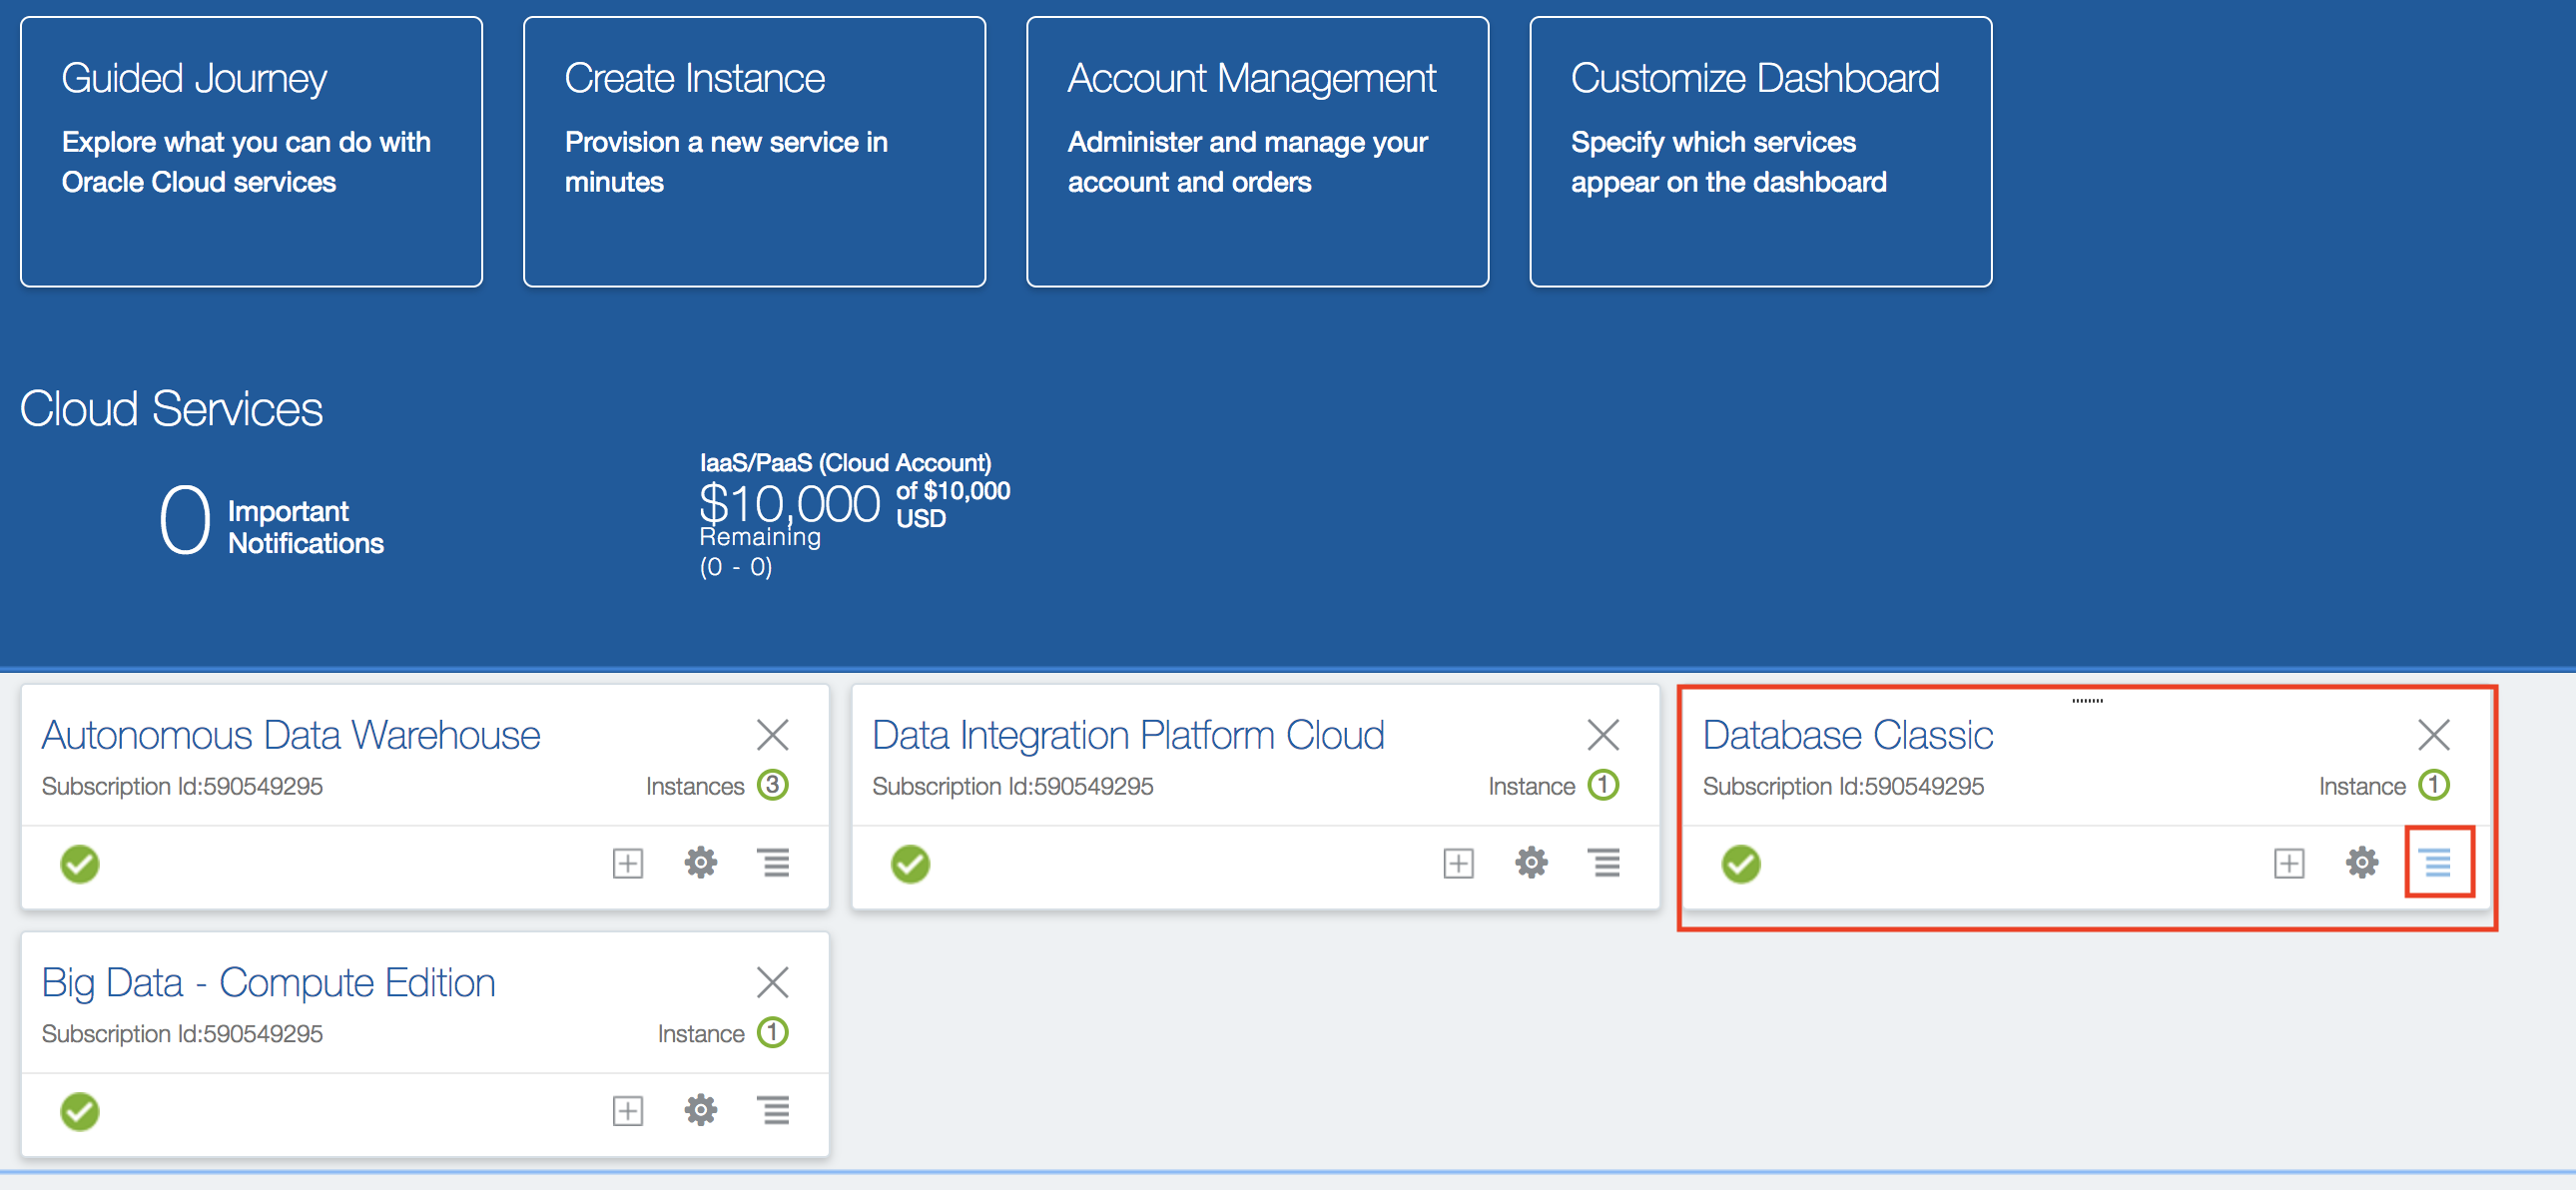 Guided Journey
Explore what you can do with
Oracle Cloud services
Create Instance
Provision a new service in
minutes
Account Management
Administer and manage your
account and orders
Customize Dashboard
Specify which services
appear on the dashboard
Cloud Services
0 Important
Notifications
IaaS/PaaS (Cloud Account)
$10,000 of $10,000
USD
Remaining
(0 - 0)
Autonomous Data Warehouse
Subscription Id:590549295 Instances 3
Data Integration Platform Cloud
Subscription Id:590549295 Instance 1
Database Classic
Subscription Id:590549295 Instance 1
Big Data - Compute Edition
Subscription Id:590549295 Instance 1